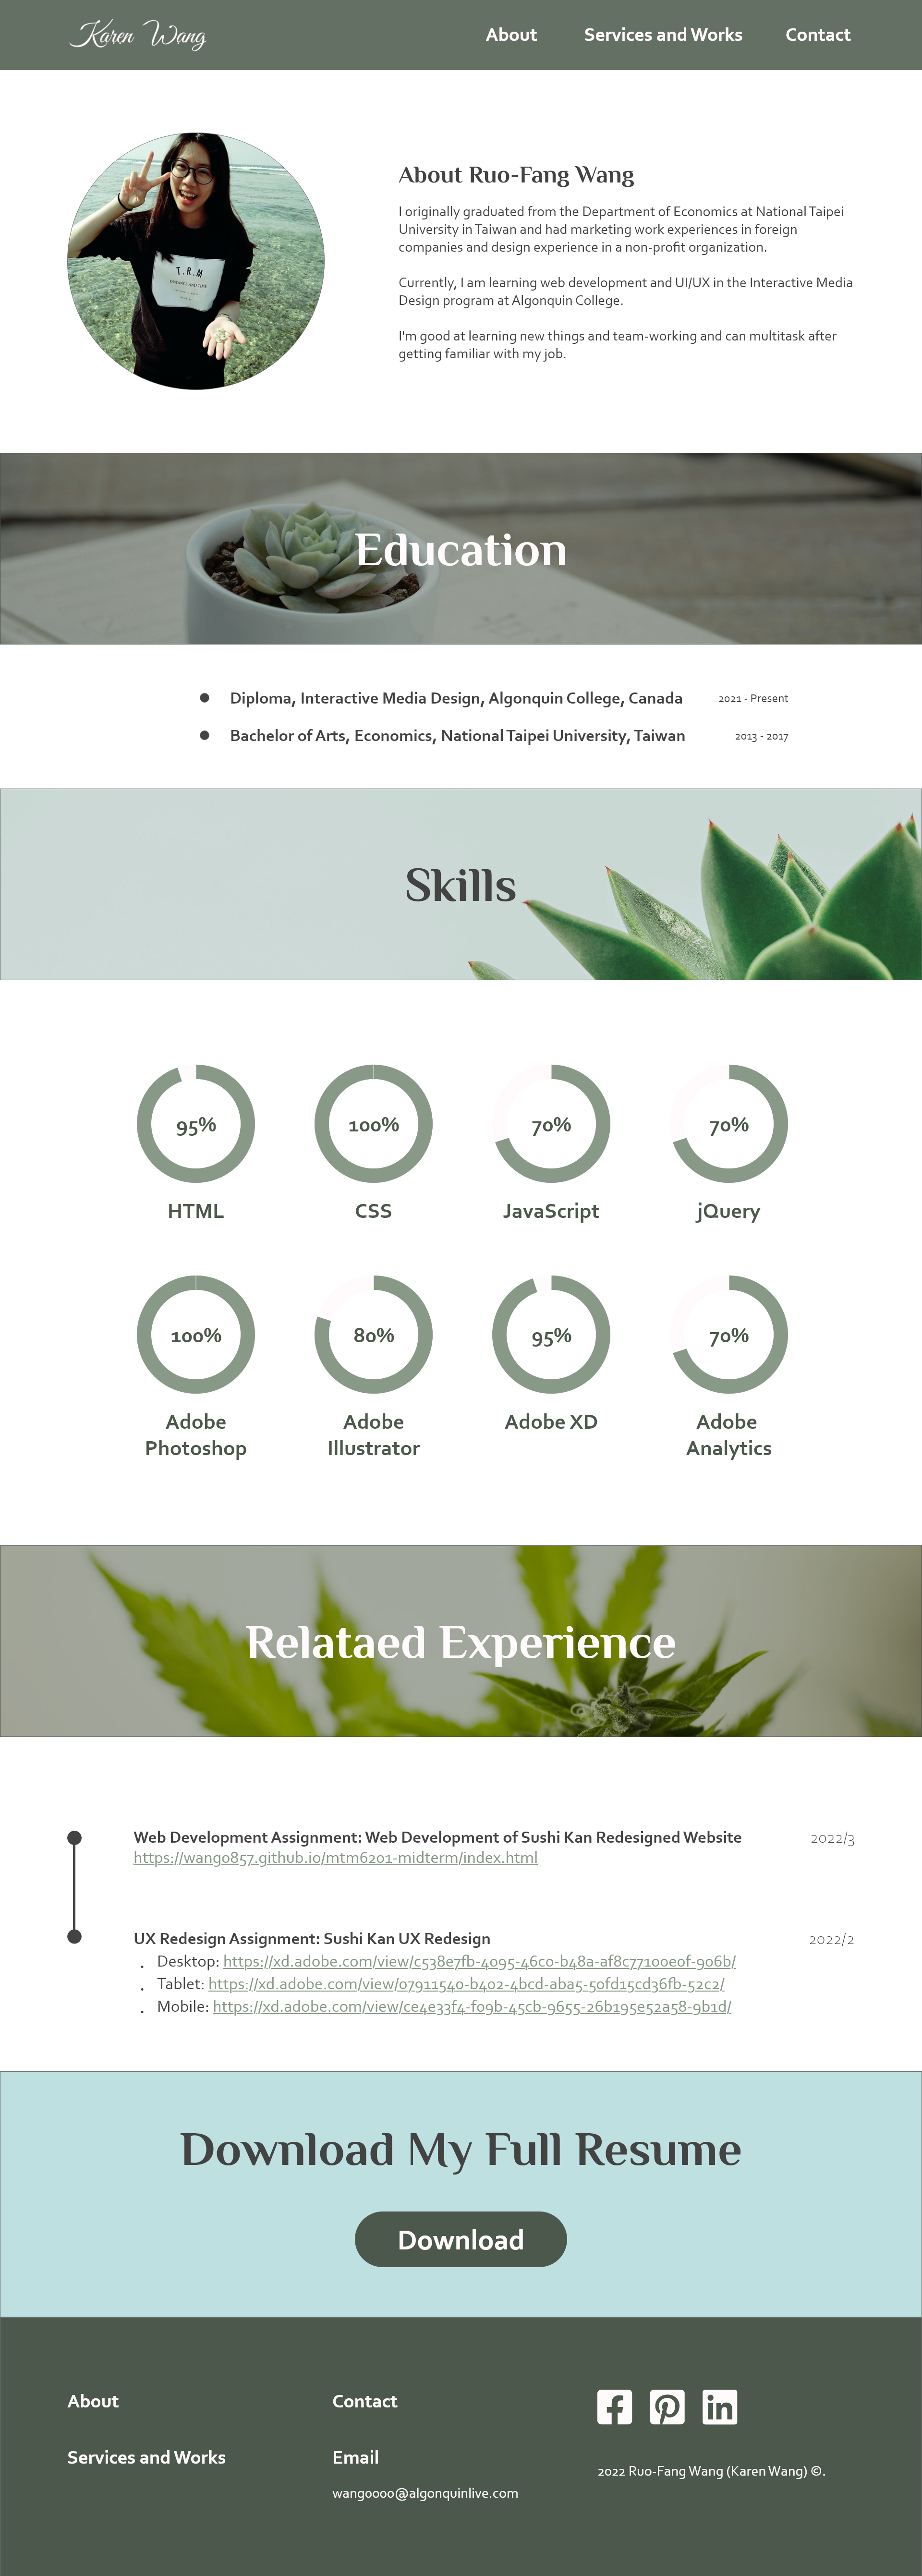 Karen Wang
About Services and Works Contact
T.R.M
About Ruo-Fang Wang
I originally graduated from the Department of Economics at National Taipei
University in Taiwan and had marketing work experiences in foreign
companies and design experience in a non-profit organization.
Currently, I am learning web development and UI/UX in the Interactive Media
Design program at Algonquin College.
I'm good at learning new things and team-working and can multitask after
getting familiar with my job.
Education
Diploma, Interactive Media Design, Algonquin College, Canada 2021 - Present
Bachelor of Arts, Economics, National Taipei University, Taiwan 2013 - 2017
Skills
95% 100% 70% 70%
HTML CSS JavaScript jQuery
100% 80% 95% 70%
Adobe Photoshop
Adobe Illustrator
Adobe XD
Adobe Analytics
Relataed Experience
Web Development Assignment: Web Development of Sushi Kan Redesigned Website 2022/3
https://wang0857.github.io/mtm6201-midterm/index.html
UX Redesign Assignment: Sushi Kan UX Redesign 2022/2
Desktop: https://xd.adobe.com/view/c538e7fb-4095-46c0-b48a-af8c77100e0f-906b/
Tablet: https://xd.adobe.com/view/07911540-b402-4bcd-aba5-50fd15cd36fb-52c2/
Mobile: https://xd.adobe.com/view/ce4e33f4-f09b-45cb-9655-26b195e52a58-9b1d/
Download My Full Resume
Download
About
Services and Works
Contact
Email
wang0000@algonquinlive.com
2022 Ruo-Fang Wang (Karen Wang) ©.